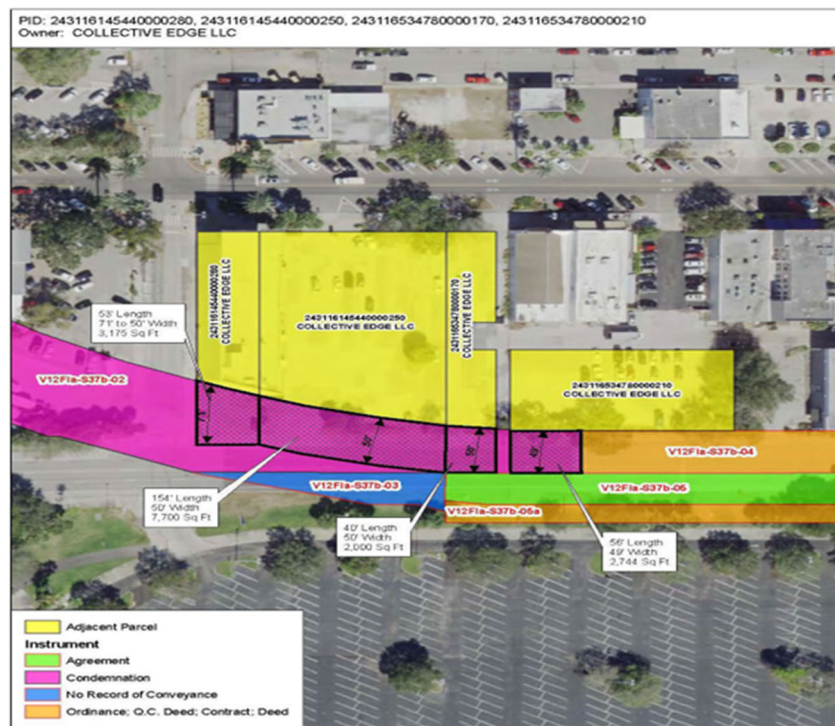 PID: 243116145440000280, 243116145440000250, 243116534780000170, 243116534780000210
Owner: COLLECTIVE EDGE LLC
243116145440000280
COLLECTIVE EDGE LLC
243116145440000250
COLLECTIVE EDGE LLC
243116534780000170
COLLECTIVE EDGE LLC
243116534780000210
COLLECTIVE EDGE LLC
53' Length
71' to 50' Width
3,175 Sq Ft
V12Fla-S37b-02
71'
50'
50'
49'
V12Fla-S37b-04
V12Fla-S37b-03
V12Fla-S37b-05
V12Fla-S37b-05a
154' Length
50' Width
7,700 Sq Ft
40' Length
50' Width
2,000 Sq Ft
56' Length
49' Width
2,744 Sq Ft
Adjacent Parcel
Instrument
Agreement
Condemnation
No Record of Conveyance
Ordinance; Q.C. Deed; Contract; Deed